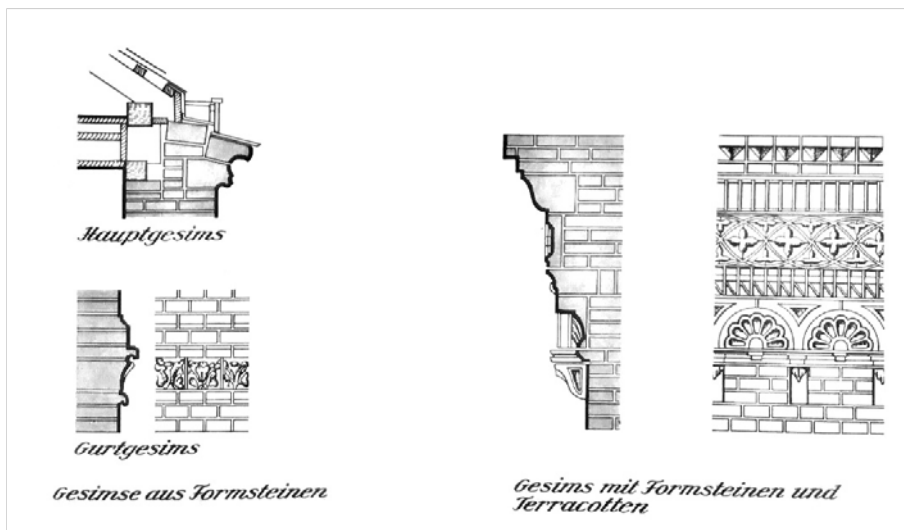 Hauptgesims
Gurtgesims
Gesimse aus Formsteinen
Gesims mit Formsteinen und
Terracotten